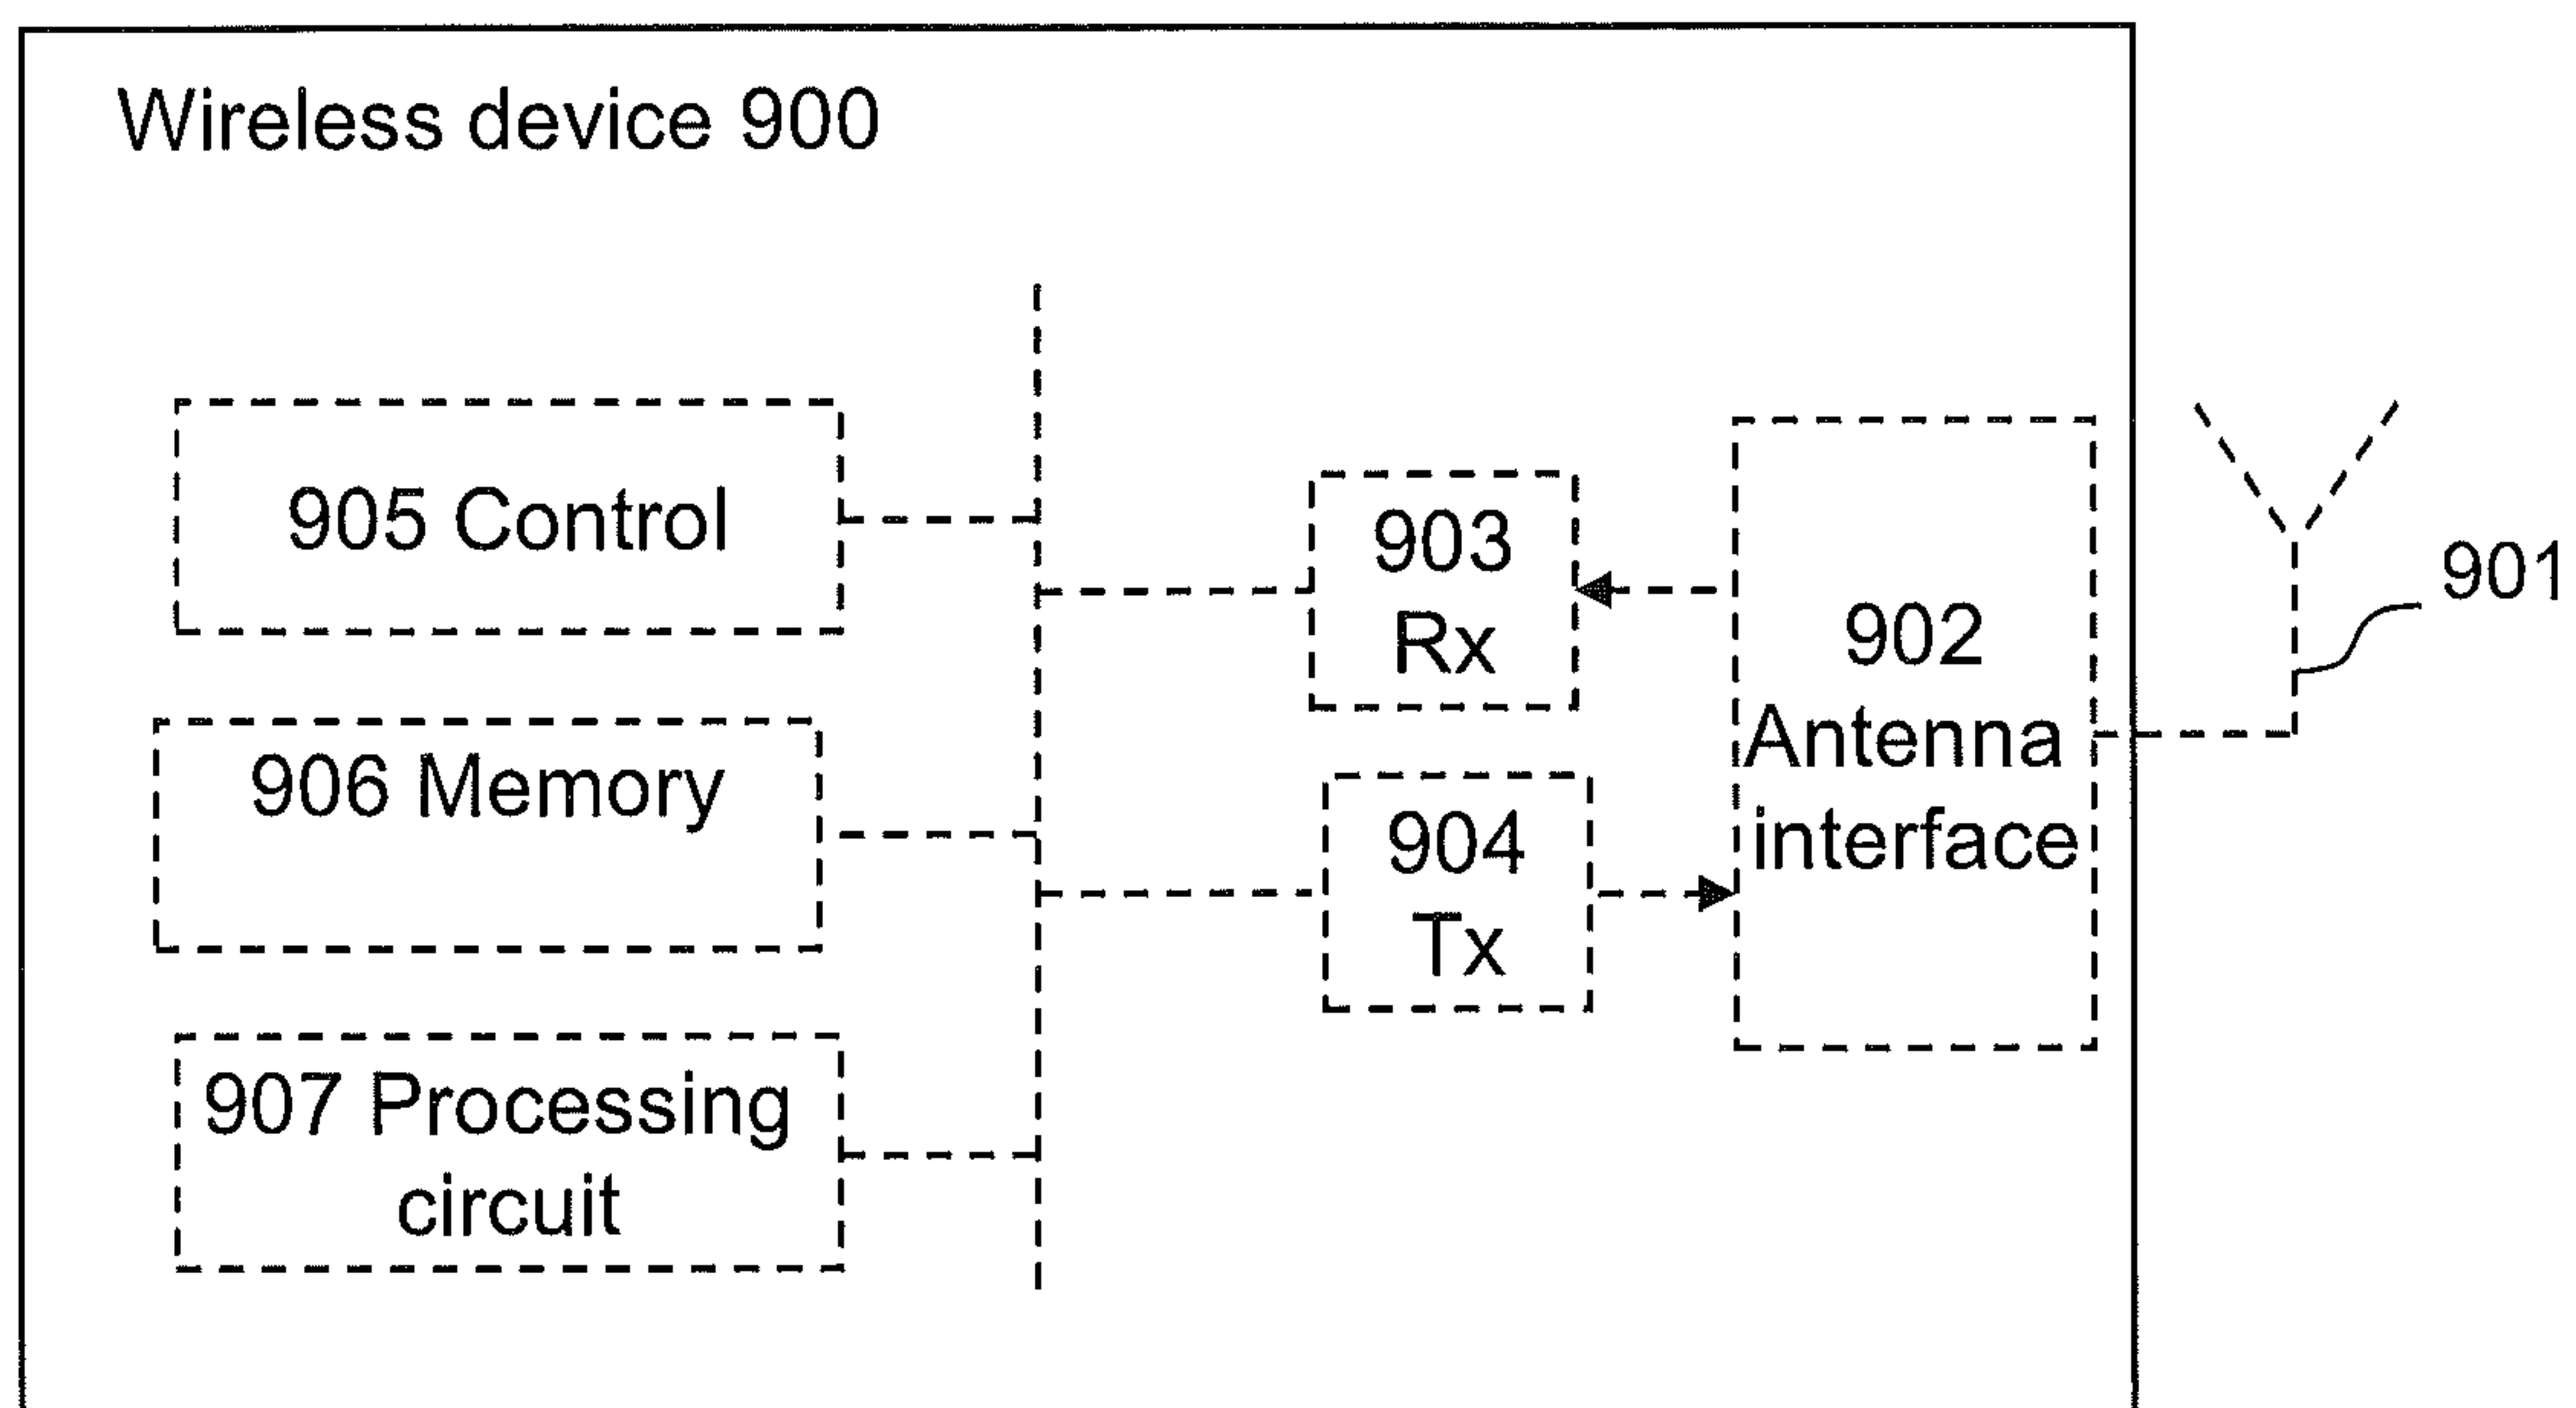 Wireless device 900
905 Control
906 Memory
907 Processing
circuit
903
Rx
904
Tx
902
Antenna
interface
901